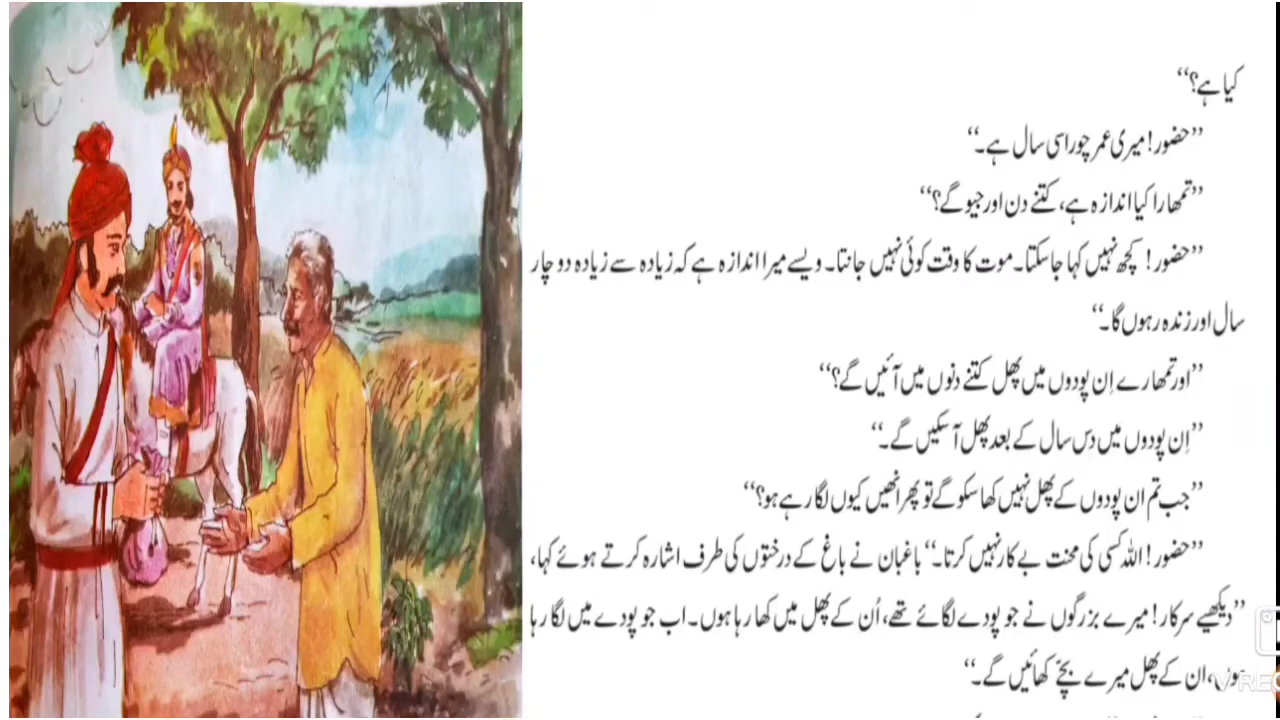 کیا ہے؟“
”حضور! میری عمر چوراسی سال ہے۔“
”تمھارا کیا اندازہ ہے، کتنے دن اور جیو گے؟“
”حضور! کچھ نہیں کہا جا سکتا۔ موت کا وقت کوئی نہیں جانتا۔ ویسے میرا اندازہ ہے کہ زیادہ سے زیادہ دو چار
سال اور زندہ رہوں گا۔“
”اور تمھارے اِن پودوں میں پھل کتنے دنوں میں آئیں گے؟“
”اِن پودوں میں دس سال کے بعد پھل آ سکیں گے۔“
”جب تم ان پودوں کے پھل نہیں کھا سکو گے تو پھر انھیں کیوں لگا رہے ہو؟“
”حضور! اللہ کسی کی محنت بے کار نہیں کرتا۔“ باغبان نے باغ کے درختوں کی طرف اشارہ کرتے ہوئے کہا،
”دیکھیے سرکار! میرے بزرگوں نے جو پودے لگائے تھے، اُن کے پھل میں کھا رہا ہوں۔ اب جو پودے میں لگا رہا
ہوں، ان کے پھل میرے بچّے کھائیں گے۔“